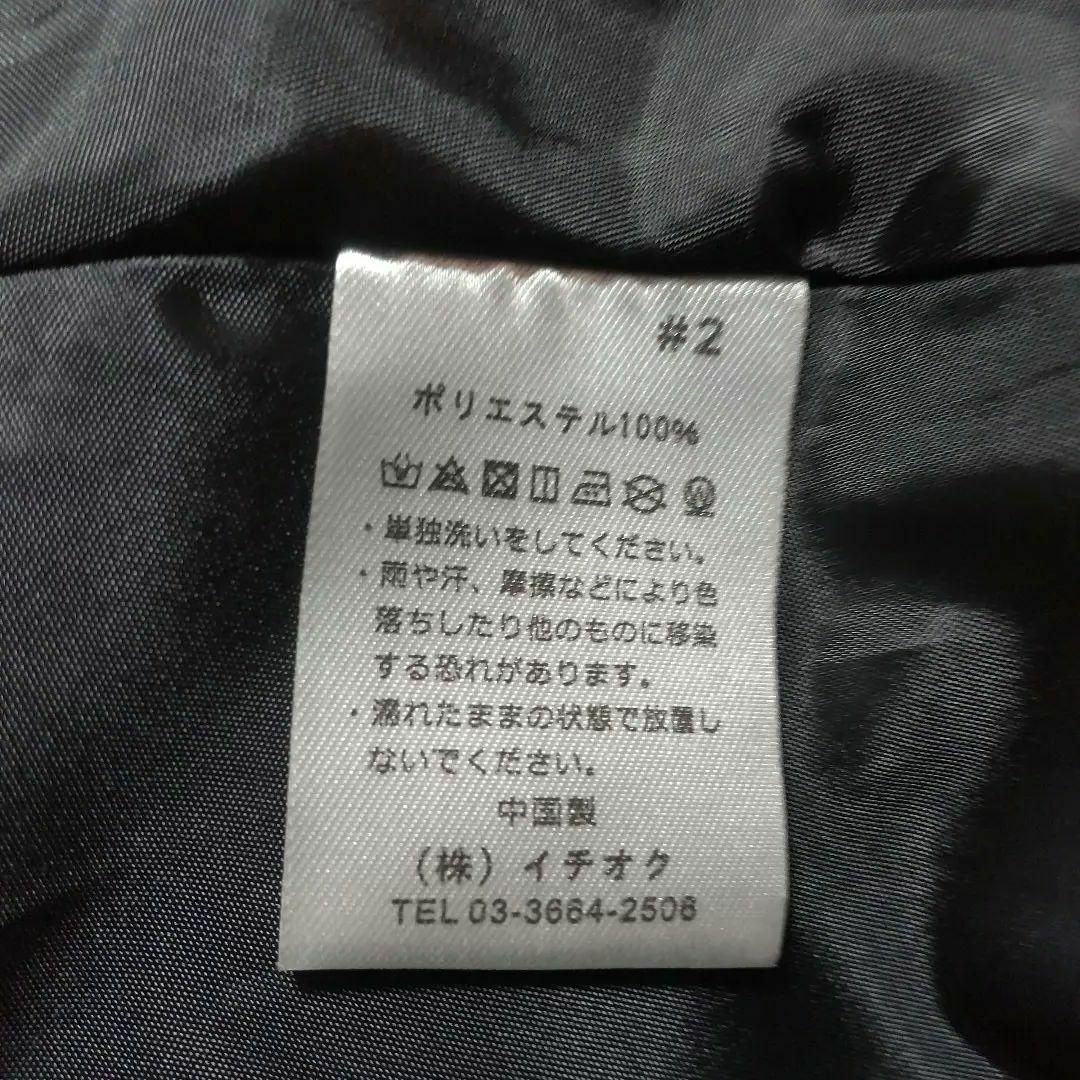 #2
ポリエステル100%
・単独洗いをしてください。
・雨や汗、摩擦などにより色
落ちしたり他のものに移染
する恐れがあります。
・濡れたままの状態で放置し
ないでください。
中国製
(株)イチオク
TEL 03-3664-2506